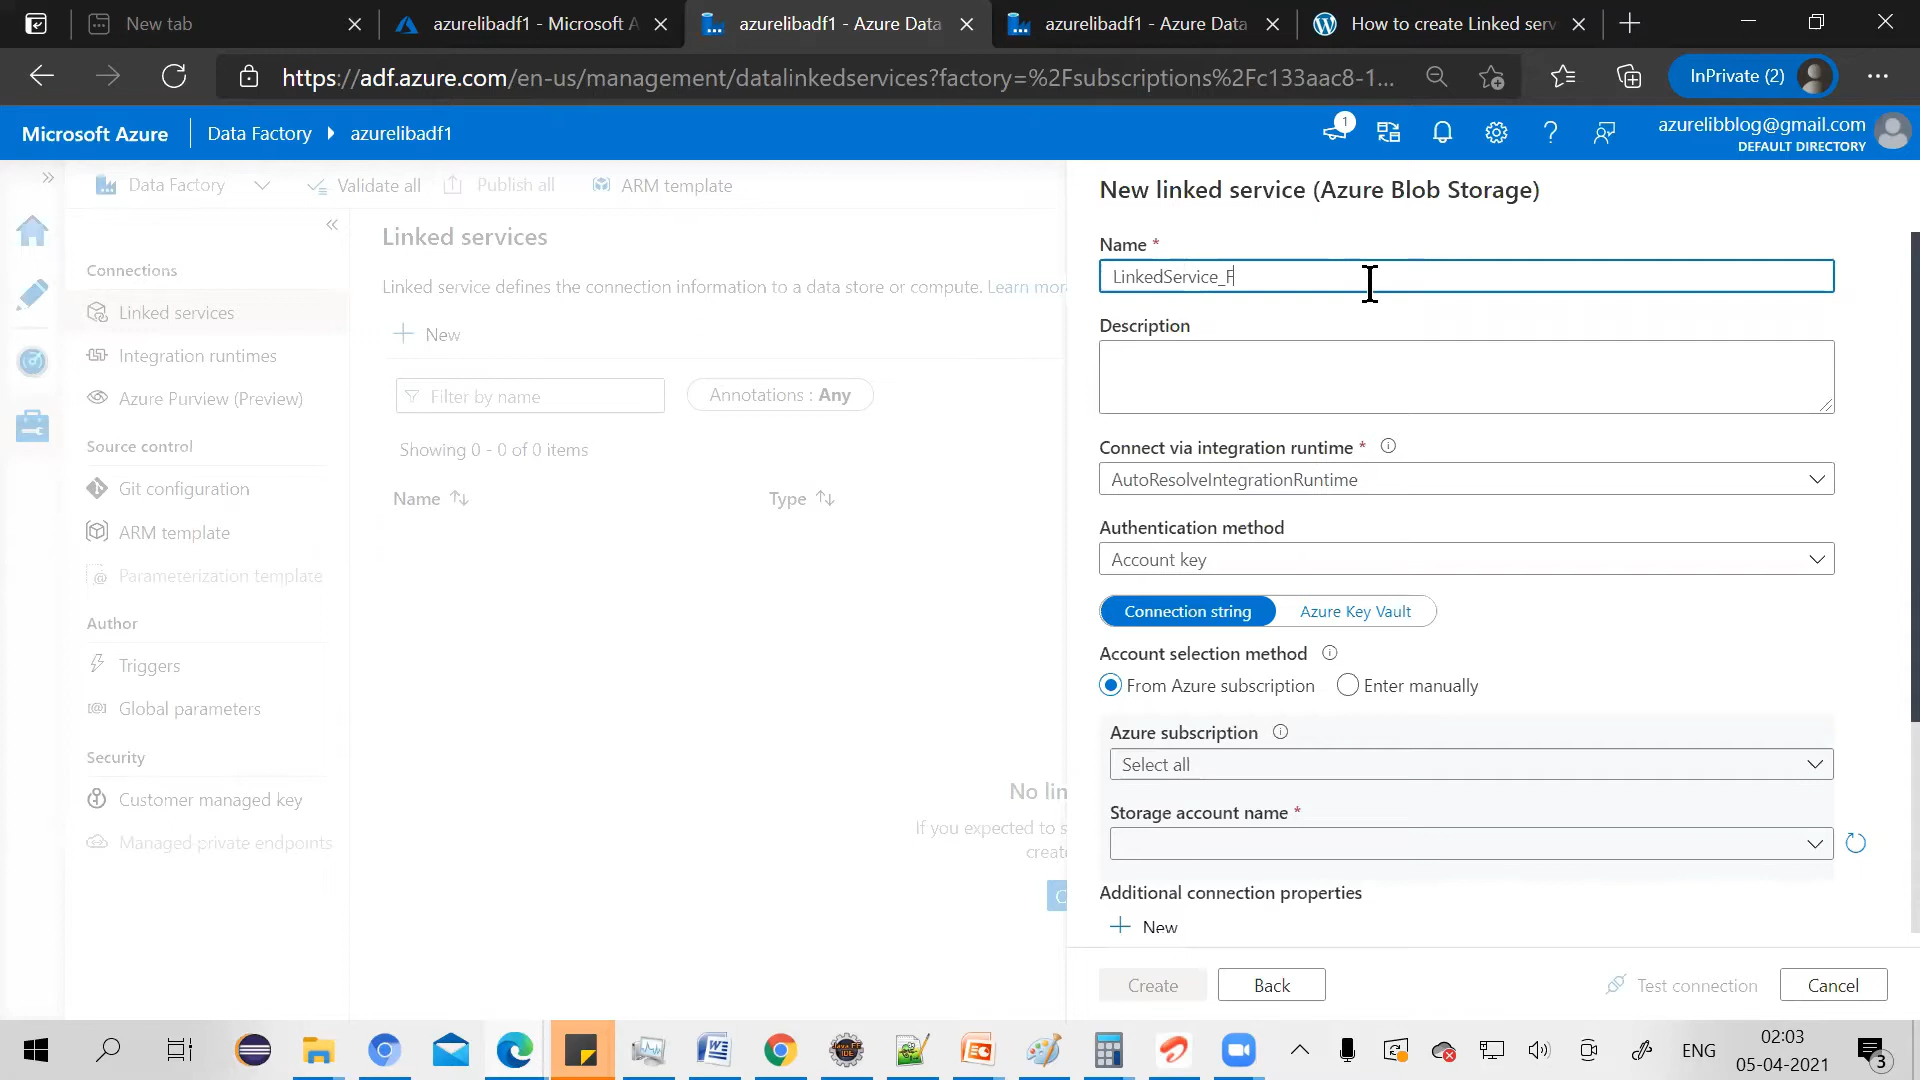 New tab
azurelibadf1 - Microsoft A
azurelibadf1 - Azure Data
azurelibadf1 - Azure Data
How to create Linked serv
https://adf.azure.com/en-us/management/datalinkedservices?factory=%2Fsubscriptions%2Fc133aac8-1...
InPrivate (2)
Microsoft Azure
Data Factory
azurelibadf1
1
azurelibblog@gmail.com
DEFAULT DIRECTORY
Data Factory
Validate all
Publish all
ARM template
Connections
Linked services
Integration runtimes
Azure Purview (Preview)
Source control
Git configuration
ARM template
Parameterization template
Author
Triggers
Global parameters
Security
Customer managed key
Managed private endpoints
Linked services
Linked service defines the connection information to a data store or compute. Learn mor
New
Filter by name
Annotations : Any
Showing 0 - 0 of 0 items
Name
Type
No lin
If you expected to s
create
C
New linked service (Azure Blob Storage)
Name *
LinkedService_F
Description
Connect via integration runtime *
AutoResolveIntegrationRuntime
Authentication method
Account key
Connection string
Azure Key Vault
Account selection method
From Azure subscription
Enter manually
Azure subscription
Select all
Storage account name *
Additional connection properties
New
Create
Back
Test connection
Cancel
ENG
02:03
05-04-2021
3